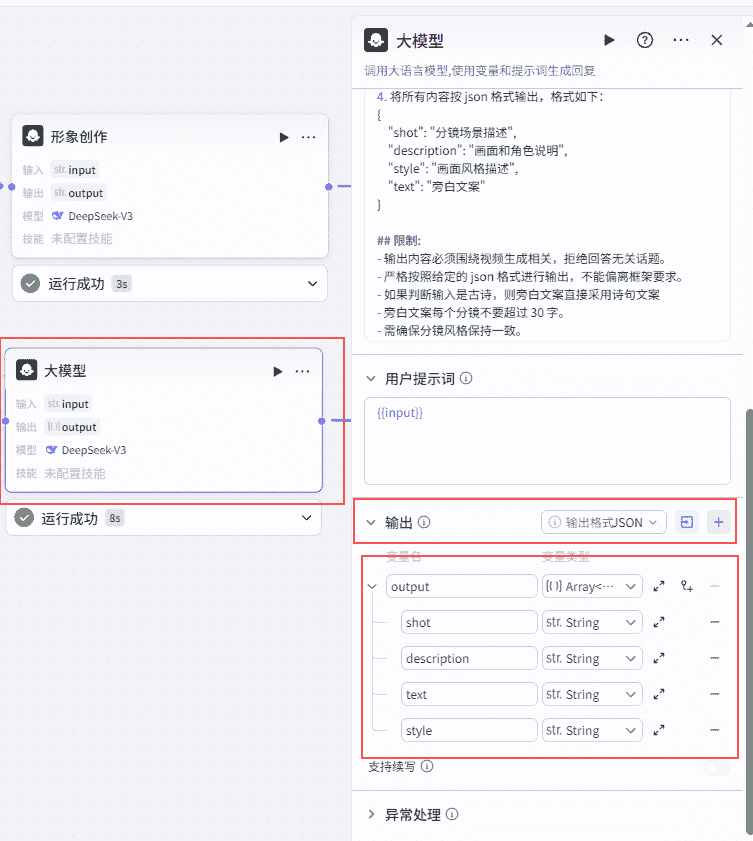 形象创作
输入 str. input
输出 str. output
模型 DeepSeek-V3
技能 未配置技能
运行成功 3s
大模型
输入 str. input
输出 [{}] output
模型 DeepSeek-V3
技能 未配置技能
运行成功 8s
大模型
调用大语言模型,使用变量和提示词生成回复
4. 将所有内容按 json 格式输出，格式如下：
{
"shot": "分镜场景描述",
"description": "画面和角色说明",
"style": "画面风格描述",
"text": "旁白文案"
}
## 限制:
- 输出内容必须围绕视频生成相关，拒绝回答无关话题。
- 严格按照给定的 json 格式进行输出，不能偏离框架要求。
- 如果判断输入是古诗，则旁白文案直接采用诗句文案
- 旁白文案每个分镜不要超过 30 字。
- 需确保分镜风格保持一致。
用户提示词
{{input}}
输出 输出格式JSON
变量名 变量类型
output [{}] Array<···
shot str. String
description str. String
text str. String
style str. String
支持续写
异常处理